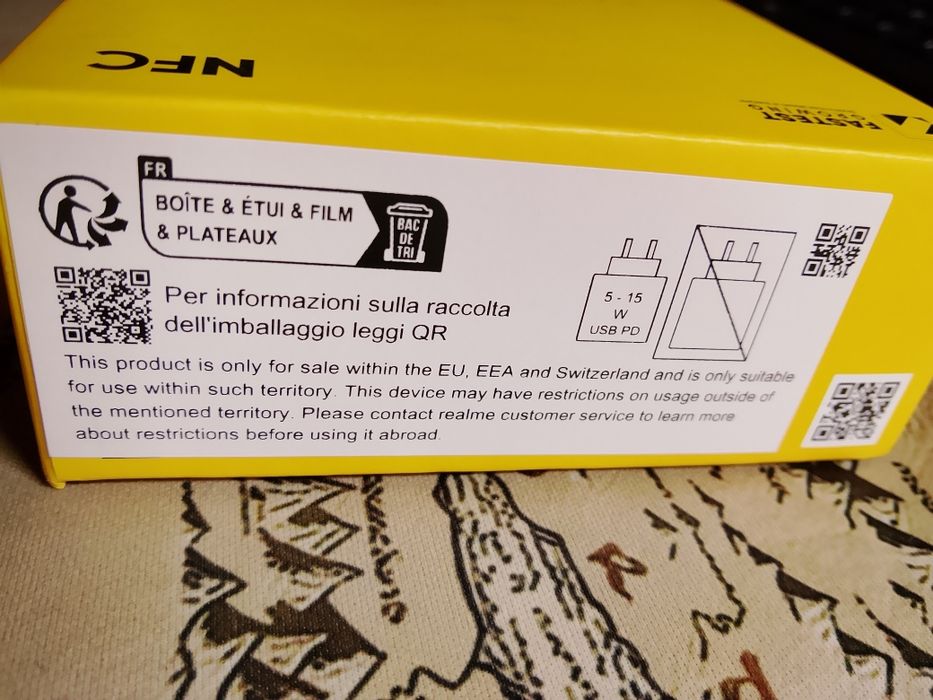 NFC
FASTEST
GROWING
FR
BOÎTE & ÉTUI & FILM
& PLATEAUX
BAC
DE
TRI
Per informazioni sulla raccolta
dell'imballaggio leggi QR
5 - 15
W
USB PD
This product is only for sale within the EU, EEA and Switzerland and is only suitable
for use within such territory. This device may have restrictions on usage outside of
the mentioned territory. Please contact realme customer service to learn more
about restrictions before using it abroad.